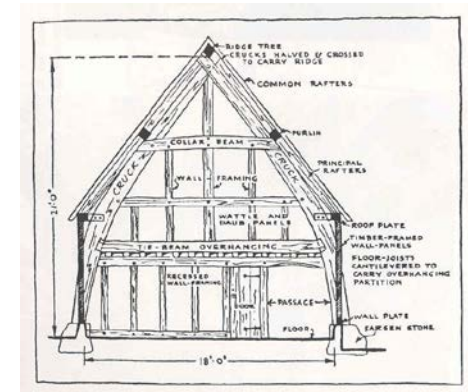 RIDGE TREE
CRUCKS HALVED & CROSSED
TO CARRY RIDGE
COMMON RAFTERS
PURLIN
COLLAR BEAM
CRUCK
CRUCK
PRINCIPAL
RAFTERS
WALL - FRAMING
21'·0"
WATTLE AND
DAUB PANELS
ROOF PLATE
TIE-BEAM OVERHANGING
TIMBER-FRAMED
WALL-PANELS
FLOOR-JOISTS
CANTILEVERED TO
CARRY OVERHANGING
PARTITION
RECESSED
WALL-FRAMING
DOOR
PASSAGE
WALL PLATE
FLOOR
SARSEN STONE
18'·0"